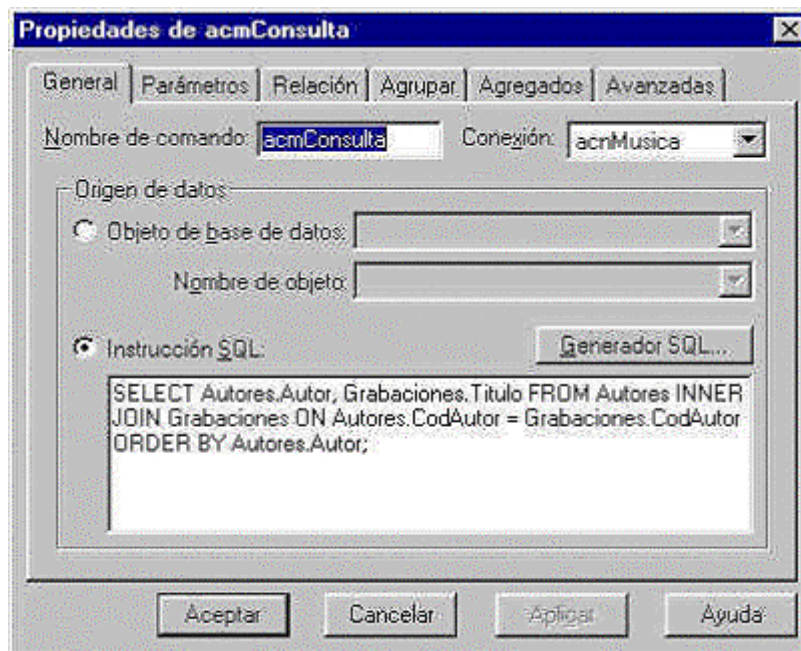 Propiedades de acmConsulta
General Parámetros Relación Agrupar Agregados Avanzadas
Nombre de comando: acmConsulta Conexión: acnMusica
Origen de datos
Objeto de base de datos:
Nombre de objeto:
Instrucción SQL: Generador SQL...
SELECT Autores.Autor, Grabaciones.Titulo FROM Autores INNER
JOIN Grabaciones ON Autores.CodAutor = Grabaciones.CodAutor
ORDER BY Autores.Autor;
Aceptar Cancelar Aplicar Ayuda